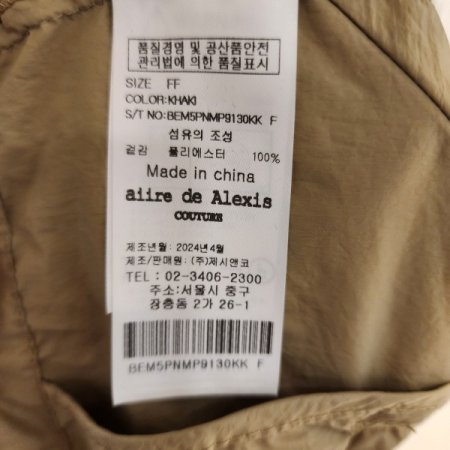 품질경영 및 공산품안전
관리법에 의한 품질표시
SIZE FF
COLOR:KHAKI
S/T NO:BEM5PNMP9130KK F
섬유의 조성
겉감 폴리에스터 100%
Made in china
aiire de Alexis
COUTURE
제조년월: 2024년4월
제조/판매원: (주)제시앤코
TEL : 02-3406-2300
주소:서울시 중구
장충동 2가 26-1
BEM5PNMP9130KK F